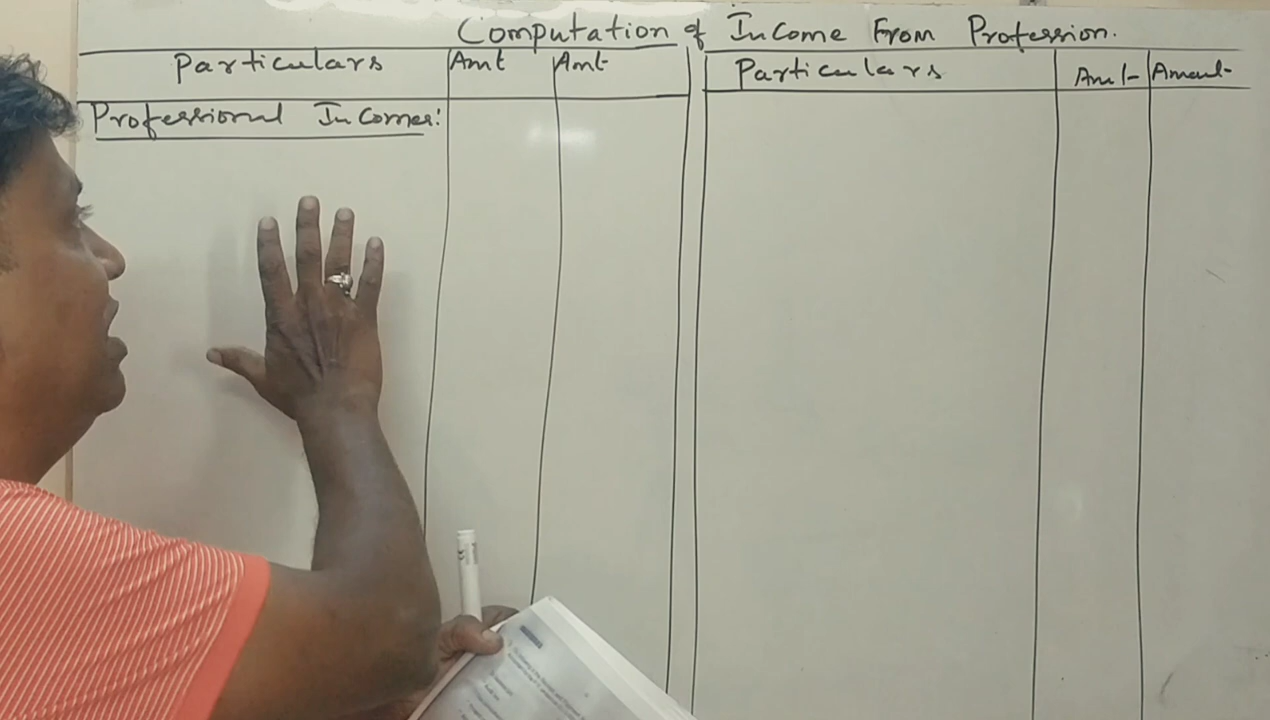 Computation of Income From Profession.
Particulars Amt Amt Particulars Amt Amount
Professional Incomes: